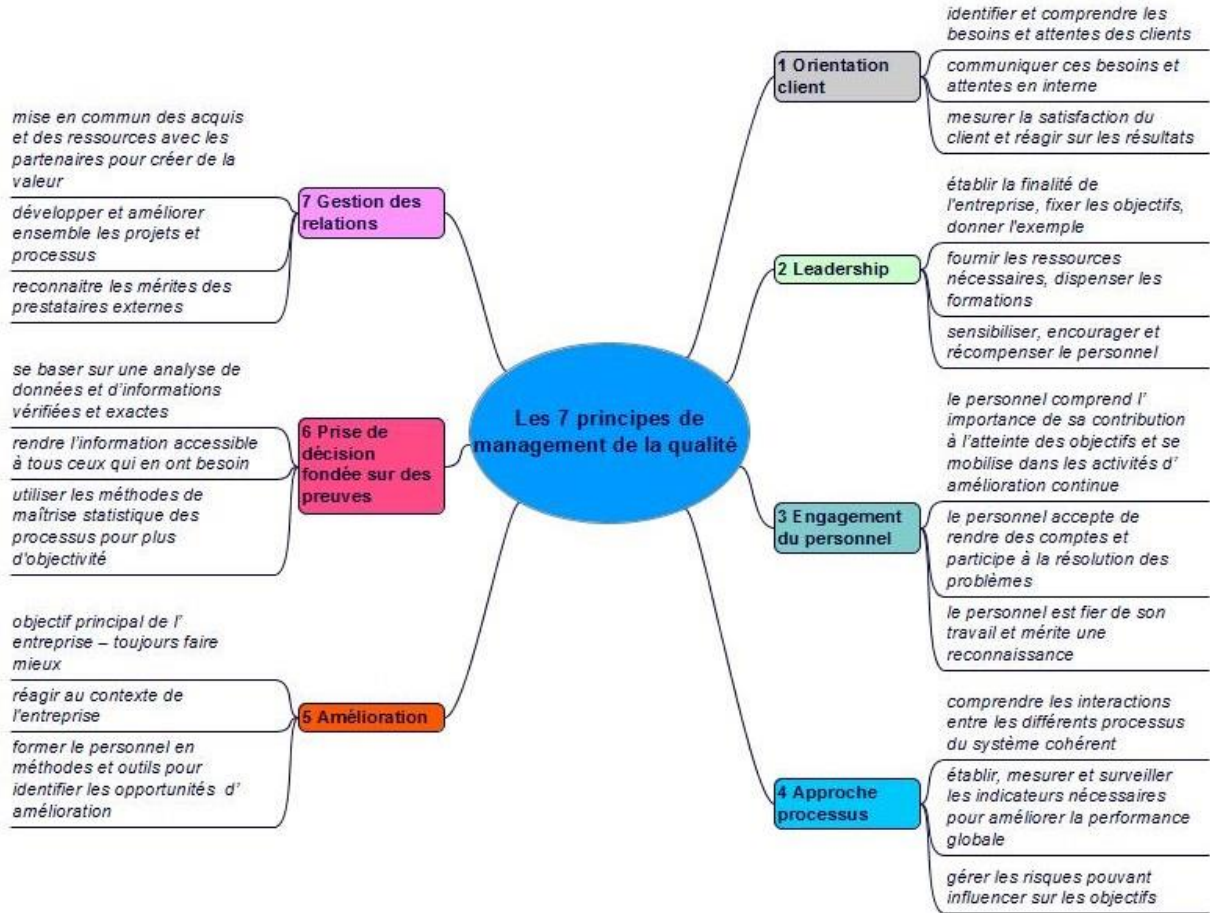 Les 7 principes de
management de la qualité
1 Orientation
client
identifier et comprendre les
besoins et attentes des clients
communiquer ces besoins et
attentes en interne
mesurer la satisfaction du
client et réagir sur les résultats
2 Leadership
établir la finalité de
l'entreprise, fixer les objectifs,
donner l'exemple
fournir les ressources
nécessaires, dispenser les
formations
sensibiliser, encourager et
récompenser le personnel
3 Engagement
du personnel
le personnel comprend l’
importance de sa contribution
à l’atteinte des objectifs et se
mobilise dans les activités d’
amélioration continue
le personnel accepte de
rendre des comptes et
participe à la résolution des
problèmes
le personnel est fier de son
travail et mérite une
reconnaissance
4 Approche
processus
comprendre les interactions
entre les différents processus
du système cohérent
établir, mesurer et surveiller
les indicateurs nécessaires
pour améliorer la performance
globale
gérer les risques pouvant
influencer sur les objectifs
5 Amélioration
objectif principal de l’
entreprise – toujours faire
mieux
réagir au contexte de
l'entreprise
former le personnel en
méthodes et outils pour
identifier les opportunités d’
amélioration
6 Prise de
décision
fondée sur des
preuves
se baser sur une analyse de
données et d’informations
vérifiées et exactes
rendre l’information accessible
à tous ceux qui en ont besoin
utiliser les méthodes de
maîtrise statistique des
processus pour plus
d'objectivité
7 Gestion des
relations
mise en commun des acquis
et des ressources avec les
partenaires pour créer de la
valeur
développer et améliorer
ensemble les projets et
processus
reconnaitre les mérites des
prestataires externes